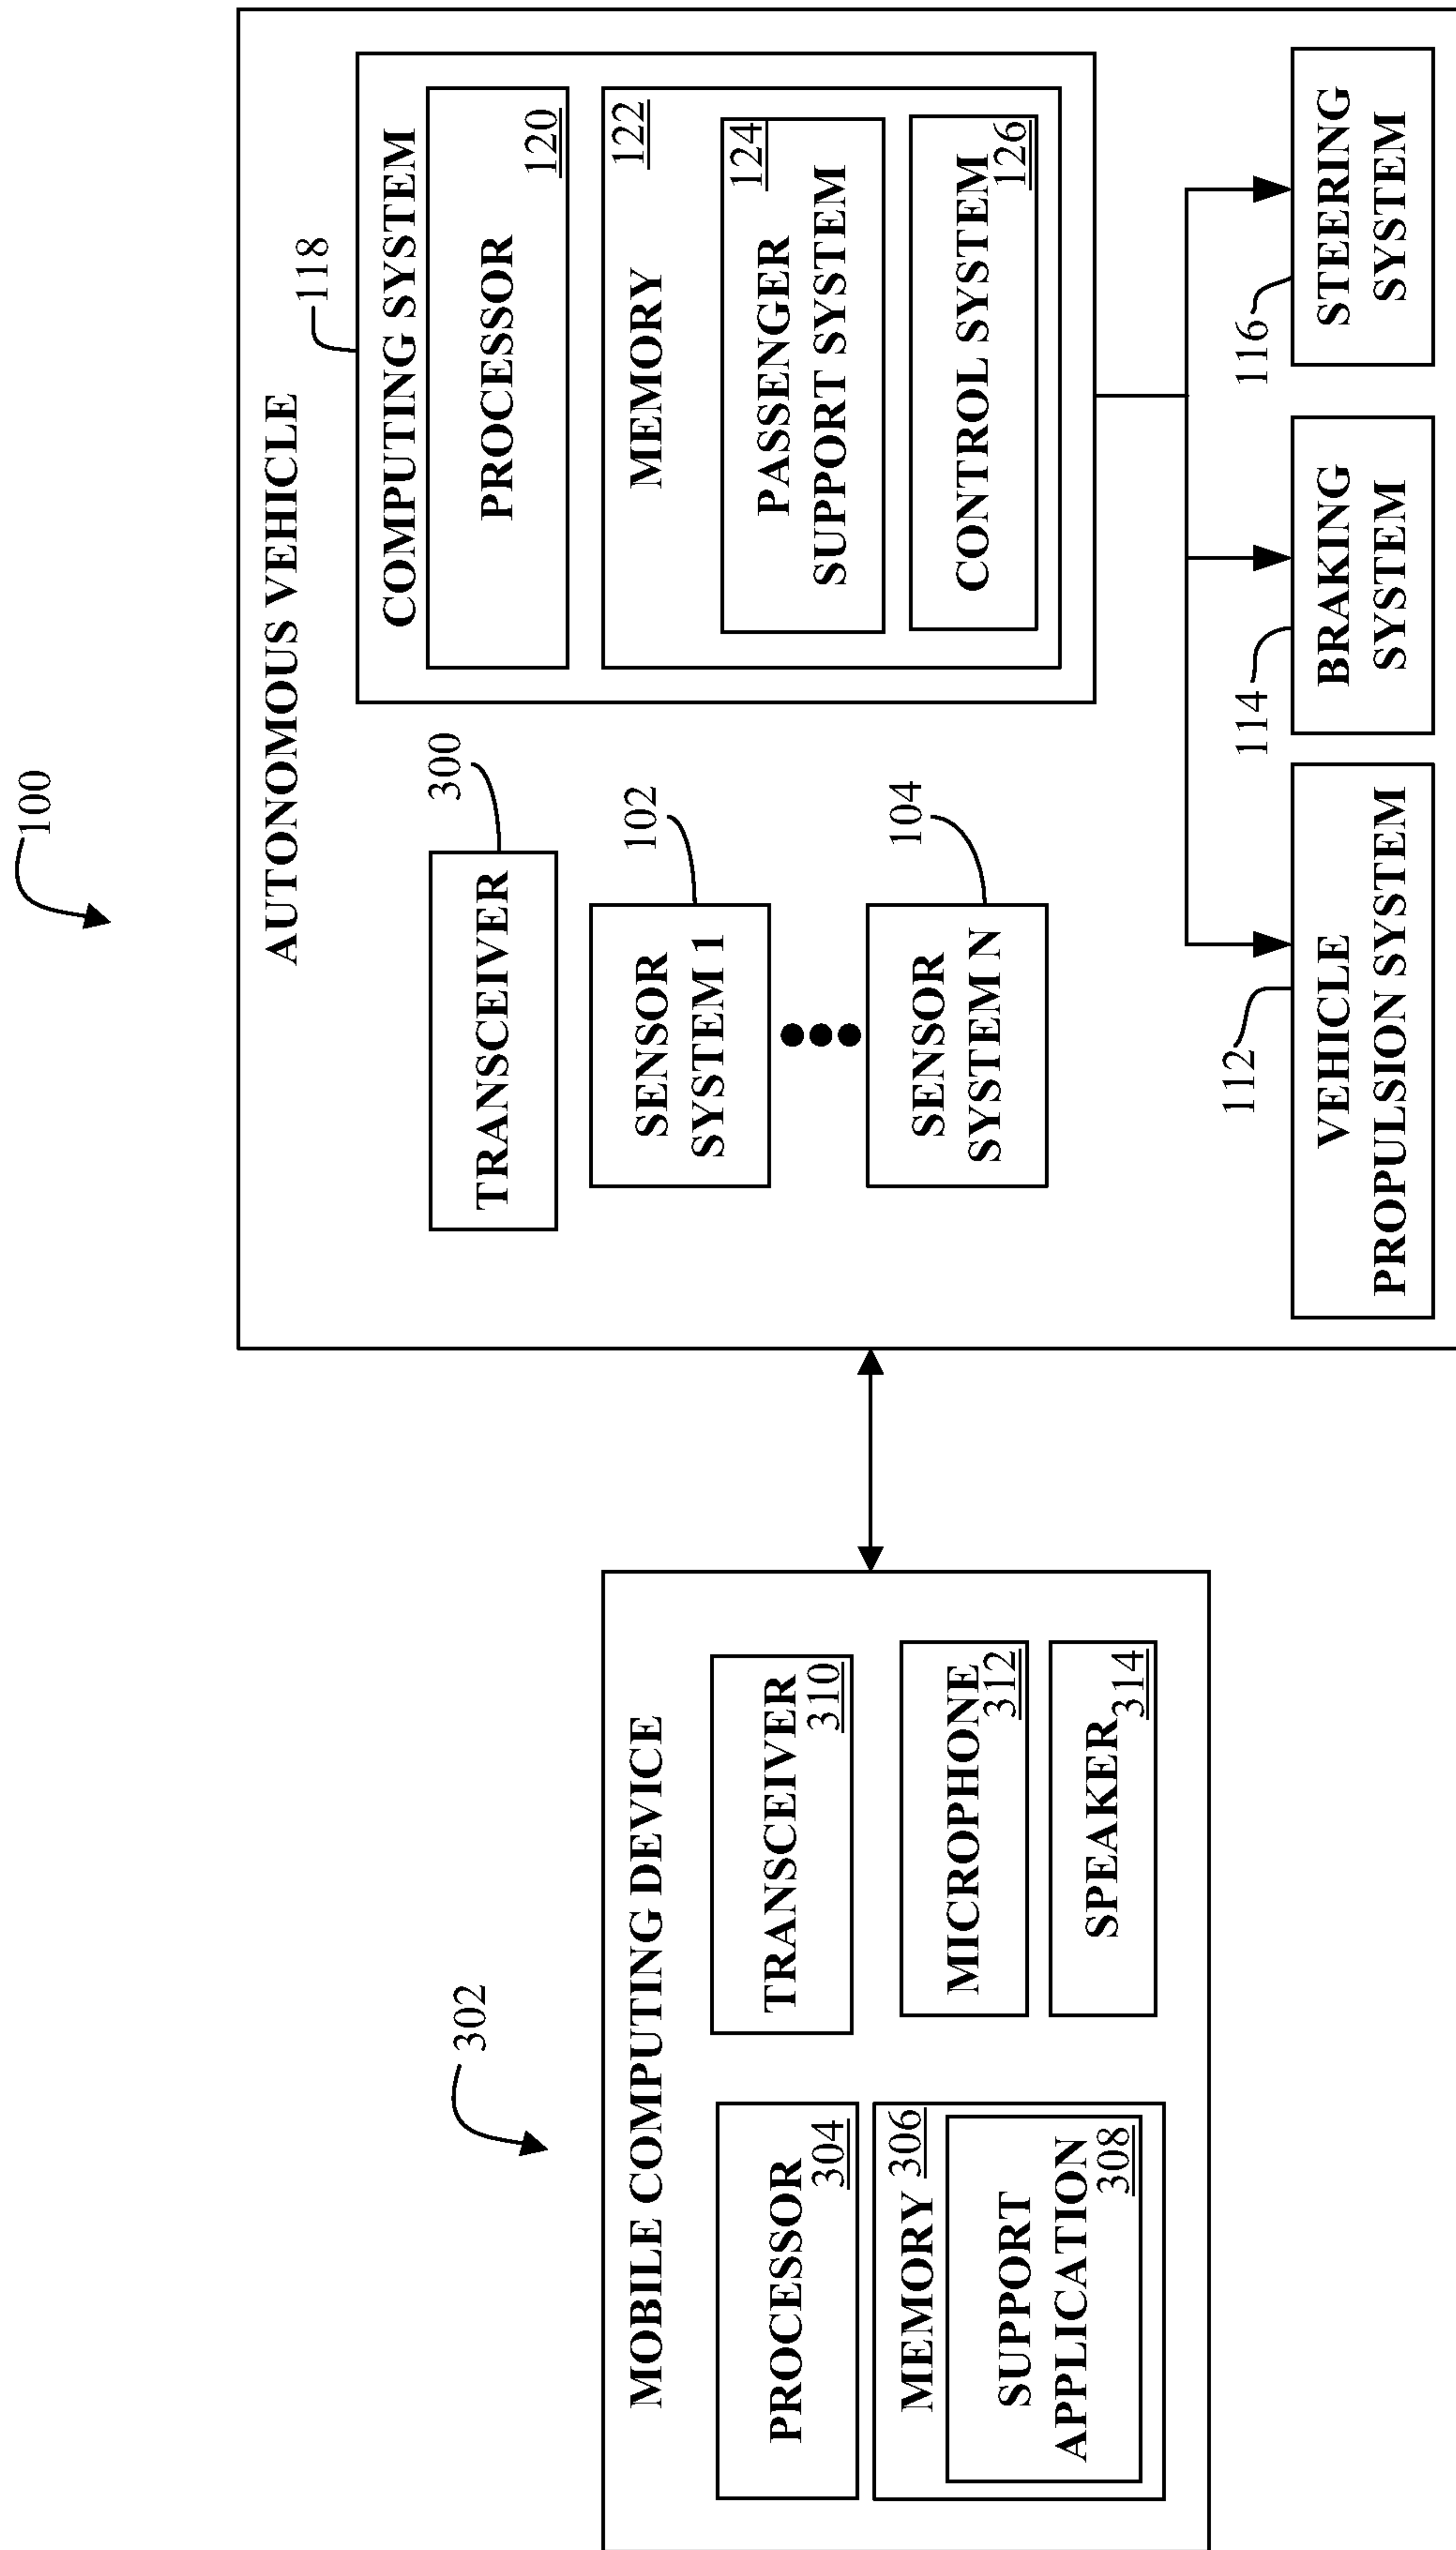 100
AUTONOMOUS VEHICLE
118
COMPUTING SYSTEM
PROCESSOR
120
MEMORY
122
PASSENGER
SUPPORT SYSTEM
124
CONTROL SYSTEM
126
300
TRANSCEIVER
102
SENSOR
SYSTEM 1
104
SENSOR
SYSTEM N
112
VEHICLE
PROPULSION SYSTEM
114
BRAKING
SYSTEM
116
STEERING
SYSTEM
302
MOBILE COMPUTING DEVICE
PROCESSOR
304
MEMORY 306
SUPPORT
APPLICATION
308
TRANSCEIVER
310
MICROPHONE
312
SPEAKER
314